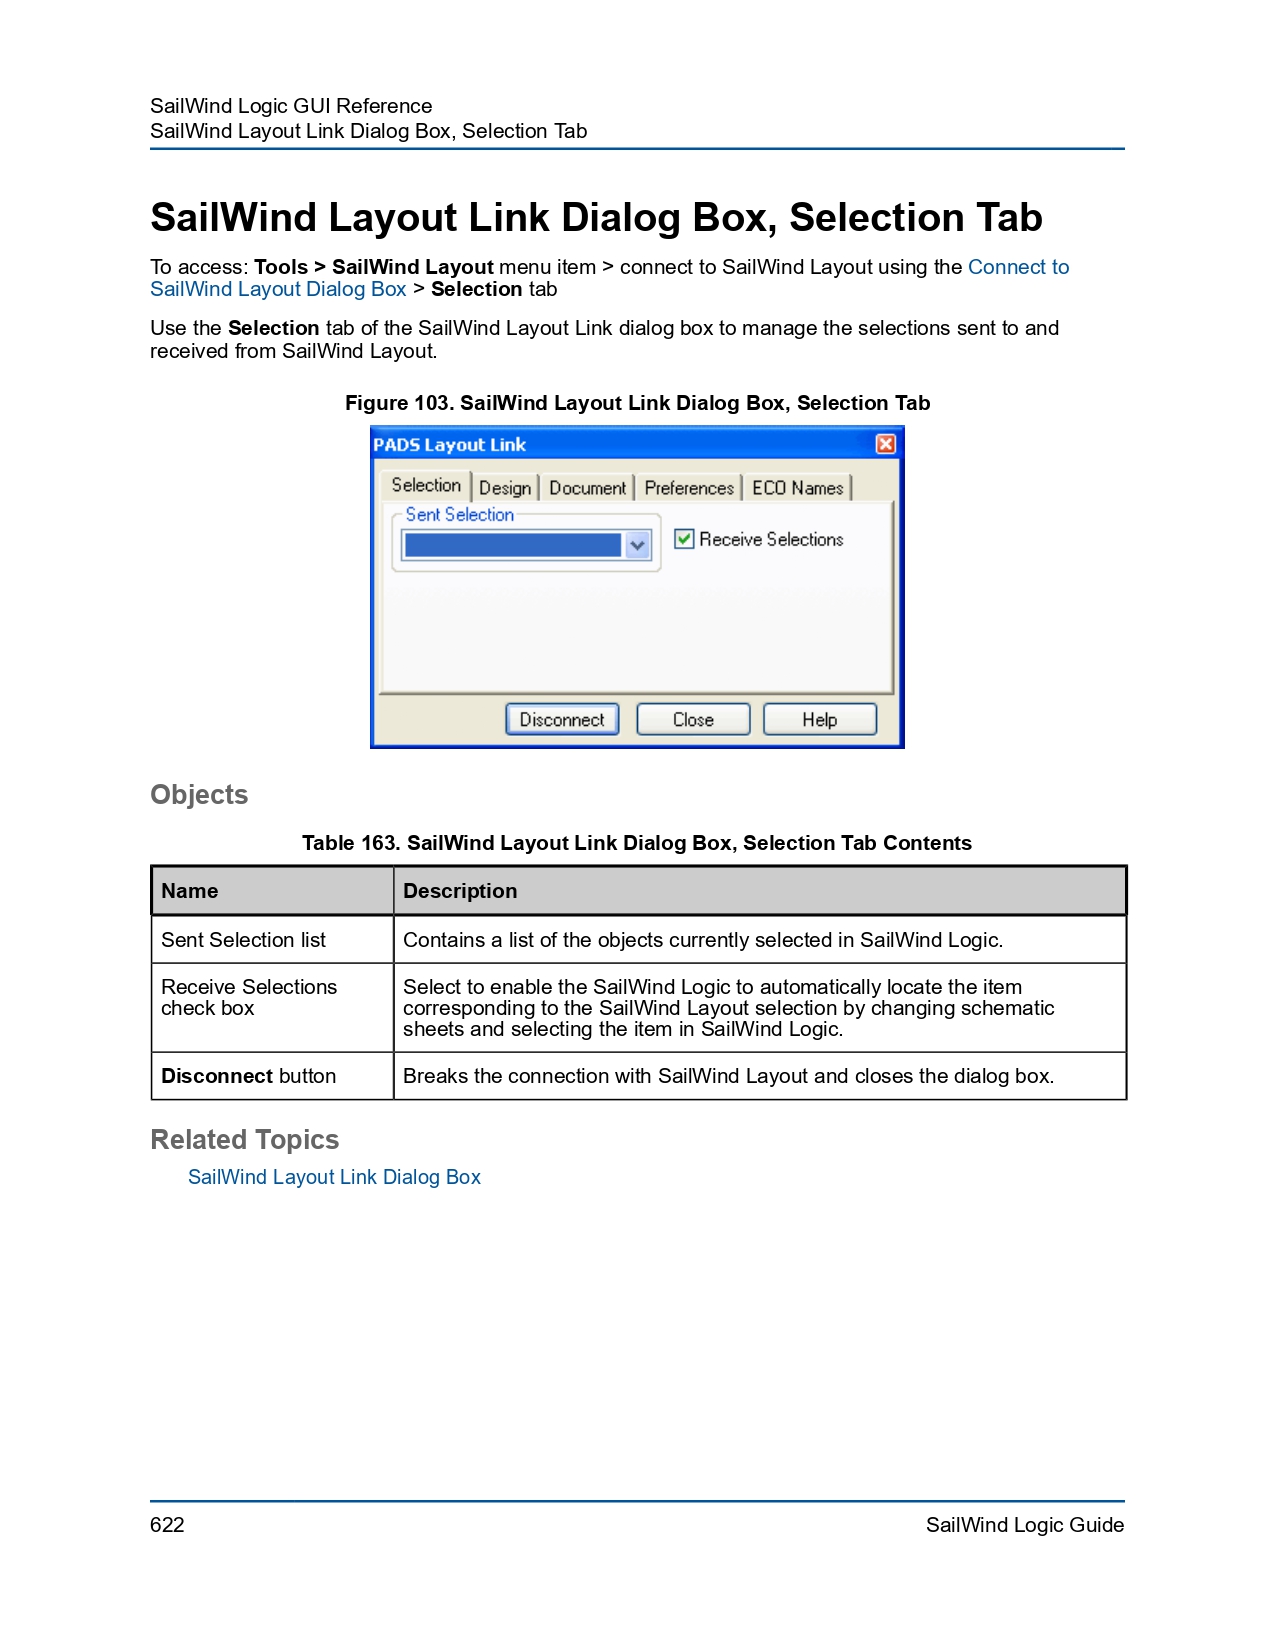 SailWind Logic GUI Reference
SailWind Layout Link Dialog Box, Selection Tab
SailWind Layout Link Dialog Box, Selection Tab
To access: Tools > SailWind Layout menu item > connect to SailWind Layout using the Connect to
SailWind Layout Dialog Box > Selection tab
Use the Selection tab of the SailWind Layout Link dialog box to manage the selections sent to and
received from SailWind Layout.
Figure 103. SailWind Layout Link Dialog Box, Selection Tab
PADS Layout Link
Selection Design Document Preferences ECO Names
Sent Selection
Receive Selections
Disconnect Close Help
Objects
Table 163. SailWind Layout Link Dialog Box, Selection Tab Contents
Name Description
Sent Selection list Contains a list of the objects currently selected in SailWind Logic.
Receive Selections Select to enable the SailWind Logic to automatically locate the item
check box corresponding to the SailWind Layout selection by changing schematic
sheets and selecting the item in SailWind Logic.
Disconnect button Breaks the connection with SailWind Layout and closes the dialog box.
Related Topics
SailWind Layout Link Dialog Box
622 SailWind Logic Guide